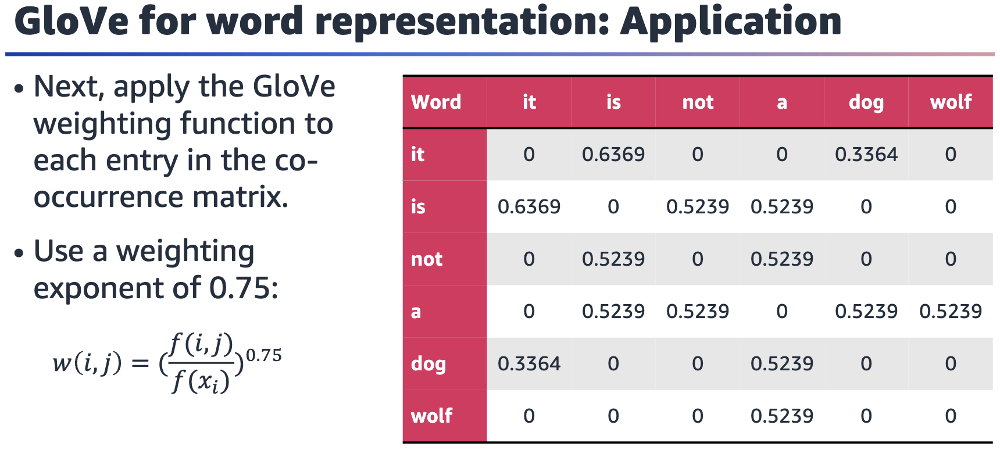 GloVe for word representation: Application
• Next, apply the GloVe
weighting function to
each entry in the co-
occurrence matrix.
• Use a weighting
exponent of 0.75:
w(i,j) = (f(i,j)/f(xᵢ))^0.75
Word it is not a dog wolf
it 0 0.6369 0 0 0.3364 0
is 0.6369 0 0.5239 0.5239 0 0
not 0 0.5239 0 0.5239 0 0
a 0 0.5239 0.5239 0 0.5239 0.5239
dog 0.3364 0 0 0.5239 0 0
wolf 0 0 0 0.5239 0 0